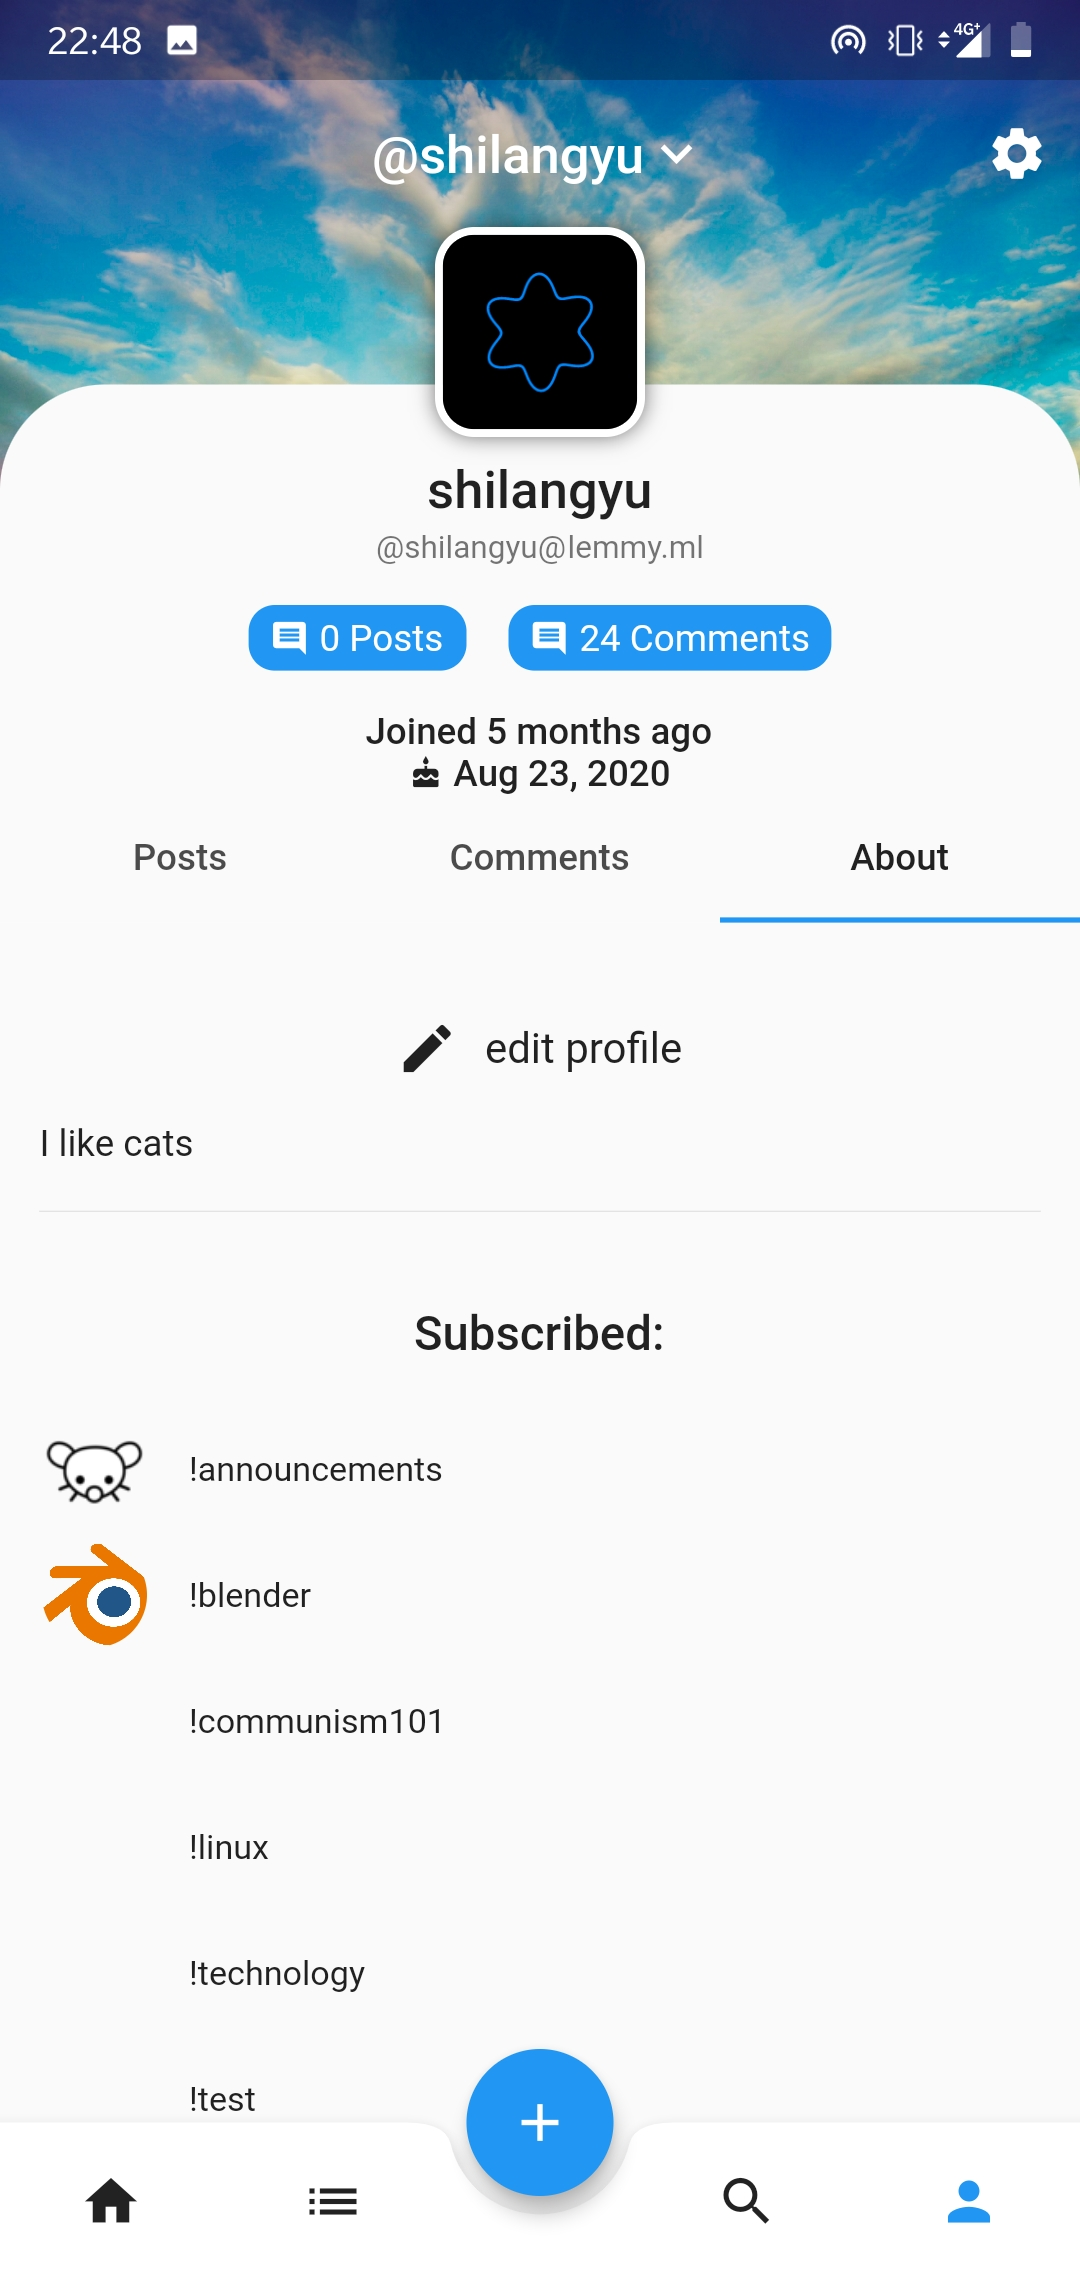 22:48
4G+
@shilangyu
shilangyu
@shilangyu@lemmy.ml
0 Posts
24 Comments
Joined 5 months ago
Aug 23, 2020
Posts Comments About
edit profile
I like cats
Subscribed:
!announcements
!blender
!communism101
!linux
!technology
!test